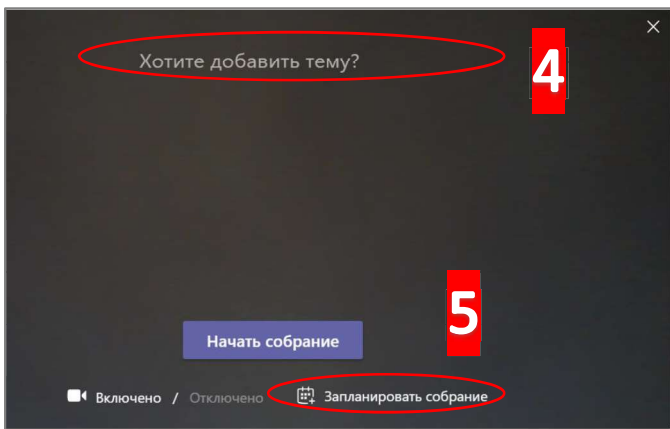 Хотите добавить тему?
4
5
Начать собрание
Включено / Отключено Запланировать собрание